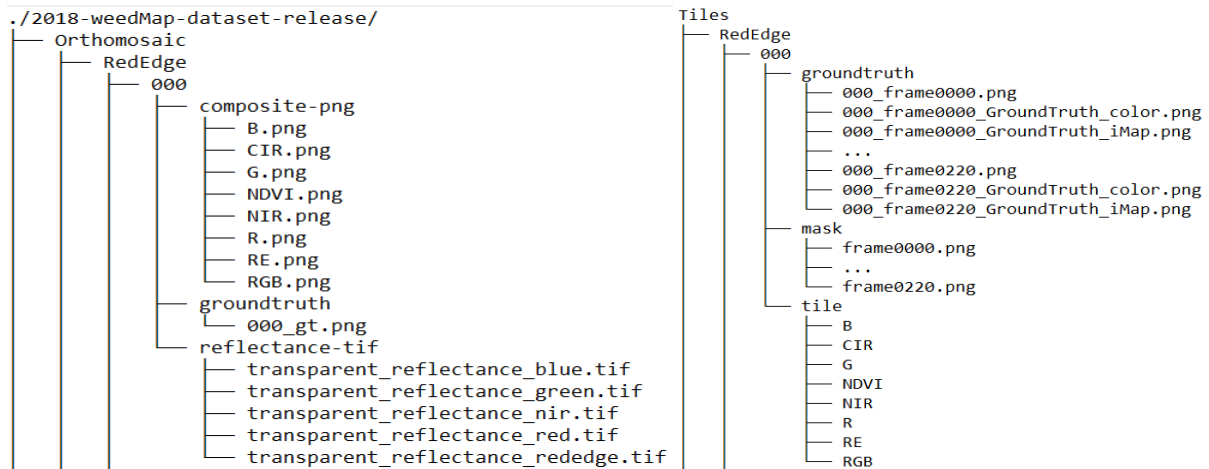 ./2018-weedMap-dataset-release/
Orthomosaic
RedEdge
000
composite-png
B.png
CIR.png
G.png
NDVI.png
NIR.png
R.png
RE.png
RGB.png
groundtruth
000_gt.png
reflectance-tif
transparent_reflectance_blue.tif
transparent_reflectance_green.tif
transparent_reflectance_nir.tif
transparent_reflectance_red.tif
transparent_reflectance_rededge.tif
Tiles
RedEdge
000
groundtruth
000_frame0000.png
000_frame0000_GroundTruth_color.png
000_frame0000_GroundTruth_iMap.png
...
000_frame0220.png
000_frame0220_GroundTruth_color.png
000_frame0220_GroundTruth_iMap.png
mask
frame0000.png
...
frame0220.png
tile
B
CIR
G
NDVI
NIR
R
RE
RGB